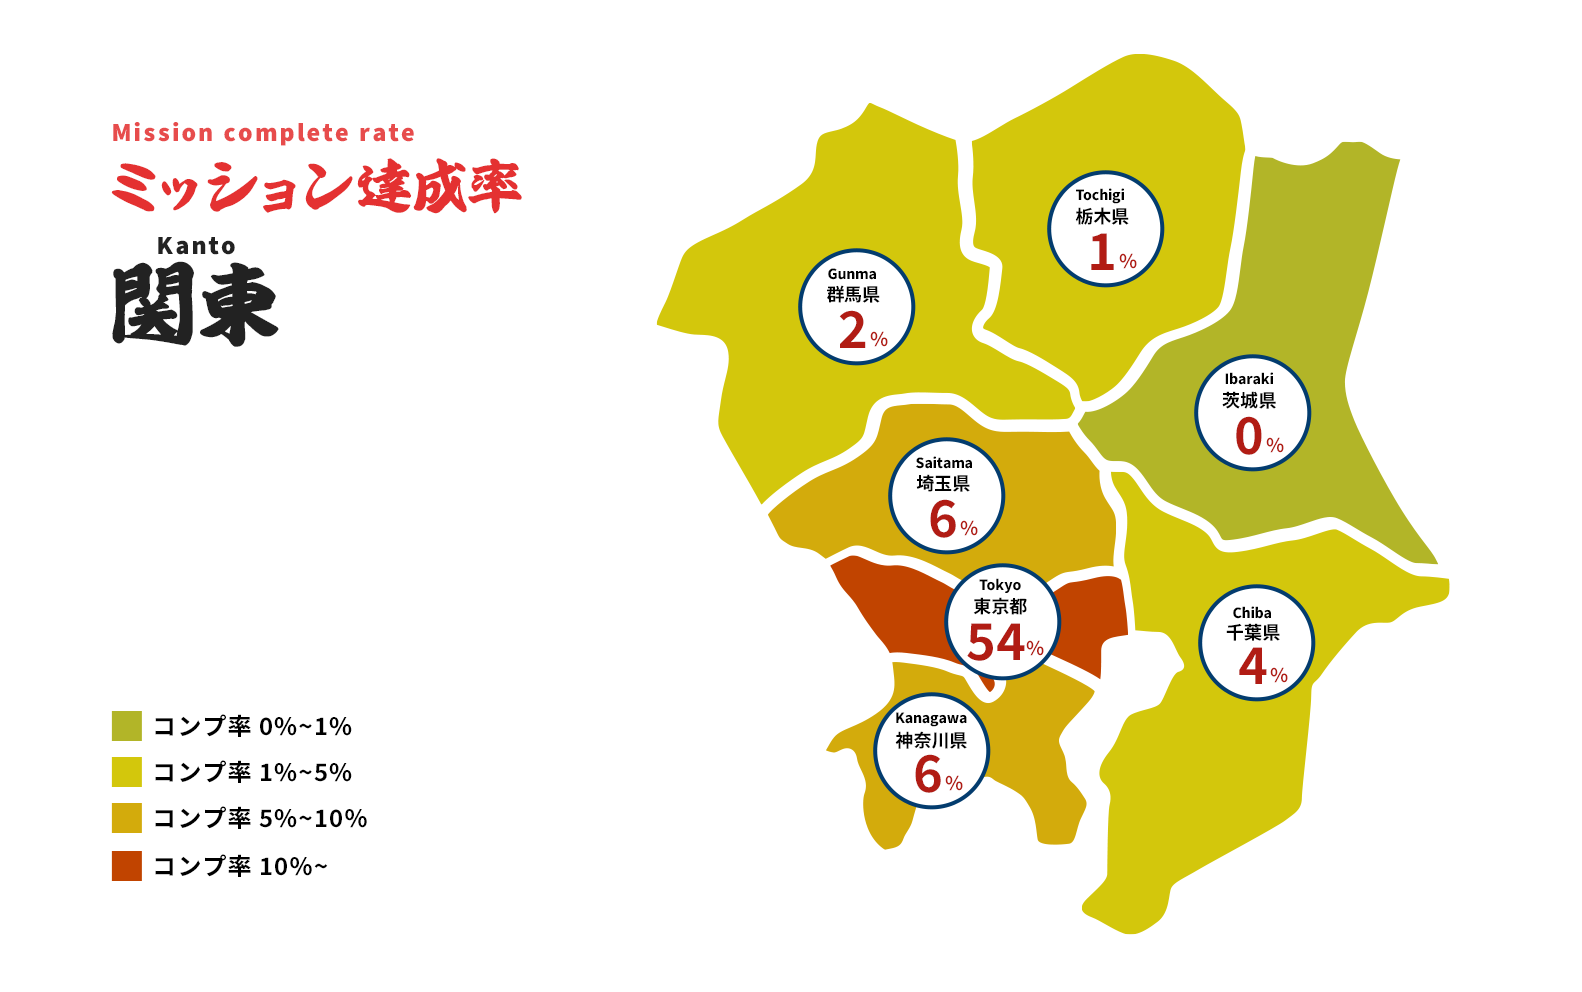 Mission complete rate
ミッション達成率
Kanto
関東
Tochigi
栃木県
1%
Gunma
群馬県
2%
Ibaraki
茨城県
0%
Saitama
埼玉県
6%
Tokyo
東京都
54%
Chiba
千葉県
4%
Kanagawa
神奈川県
6%
コンプ率 0%~1%
コンプ率 1%~5%
コンプ率 5%~10%
コンプ率 10%~